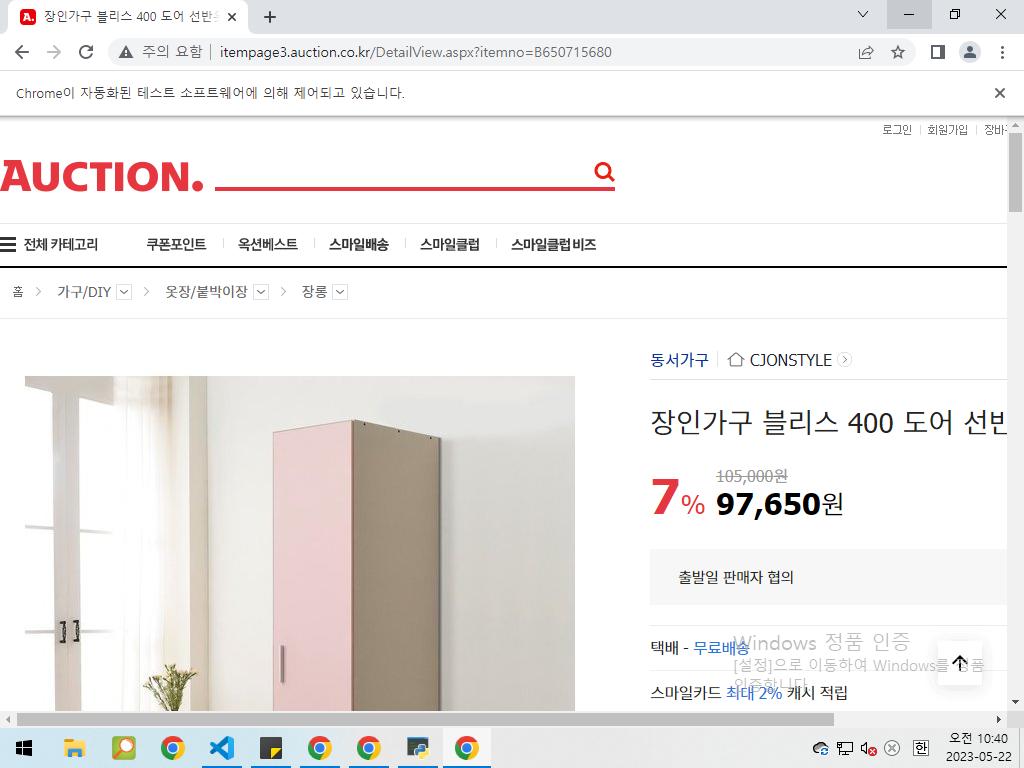 장인가구 블리스 400 도어 선반
주의 요함 itempage3.auction.co.kr/DetailView.aspx?itemno=B650715680
Chrome이 자동화된 테스트 소프트웨어에 의해 제어되고 있습니다.
로그인 회원가입 장바
AUCTION.
전체 카테고리 쿠폰포인트 옥션베스트 스마일배송 스마일클럽 스마일클럽 비즈
홈 가구/DIY 옷장/붙박이장 장롱
동서가구 CJONSTYLE
장인가구 블리스 400 도어 선반
105,000원
7% 97,650원
출발일 판매자 협의
택배 - 무료배송
Windows 정품 인증
[설정]으로 이동하여 Windows를 정품
인증합니다.
스마일카드 최대 2% 캐시 적립
한
오전 10:40
2023-05-22